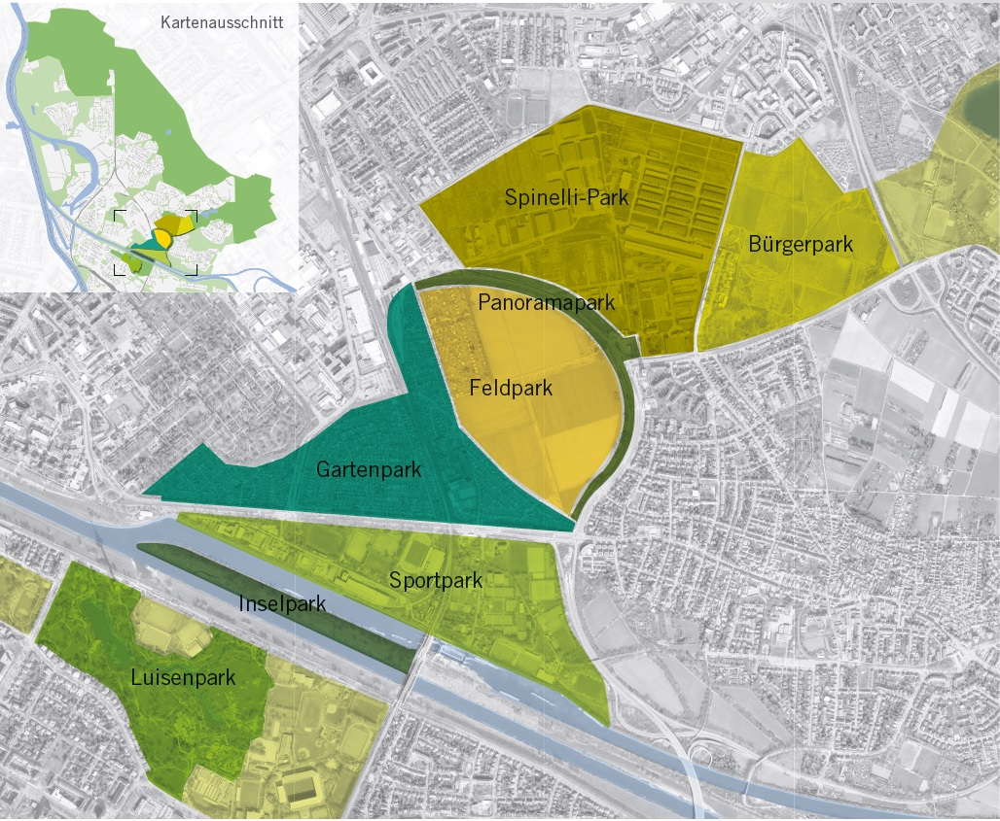 Kartenausschnitt
Spinelli-Park
Bürgerpark
Panoramapark
Feldpark
Gartenpark
Sportpark
Inselpark
Luisenpark